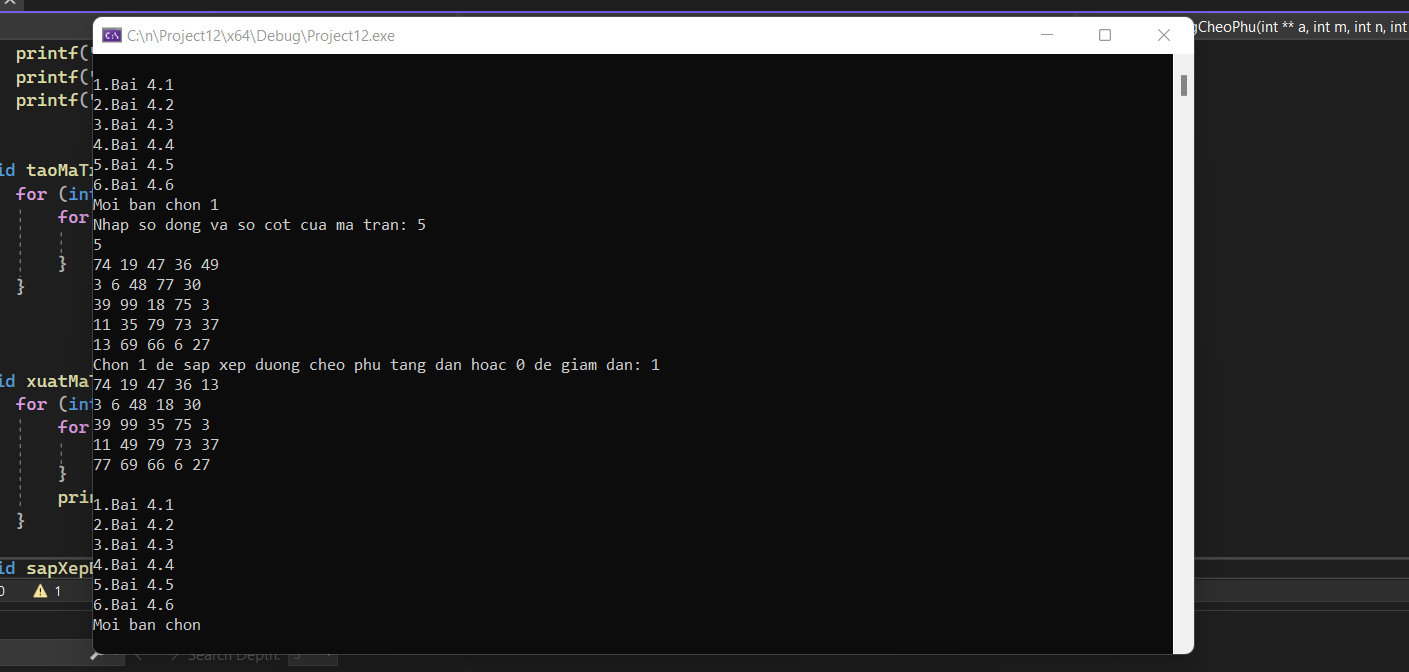 C:\n\Project12\x64\Debug\Project12.exe
gCheoPhu(int ** a, int m, int n, int
printf(
printf(
printf(
1.Bai 4.1
2.Bai 4.2
3.Bai 4.3
4.Bai 4.4
5.Bai 4.5
6.Bai 4.6
Moi ban chon 1
Nhap so dong va so cot cua ma tran: 5
5
74 19 47 36 49
3 6 48 77 30
39 99 18 75 3
11 35 79 73 37
13 69 66 6 27
Chon 1 de sap xep duong cheo phu tang dan hoac 0 de giam dan: 1
74 19 47 36 13
3 6 48 18 30
39 99 35 75 3
11 49 79 73 37
77 69 66 6 27
1.Bai 4.1
2.Bai 4.2
3.Bai 4.3
4.Bai 4.4
5.Bai 4.5
6.Bai 4.6
Moi ban chon
id taoMaT
for (int
for
}
}
id xuatMaT
for (int
for
}
prin
}
id sapXep
0 1
Search Depth: